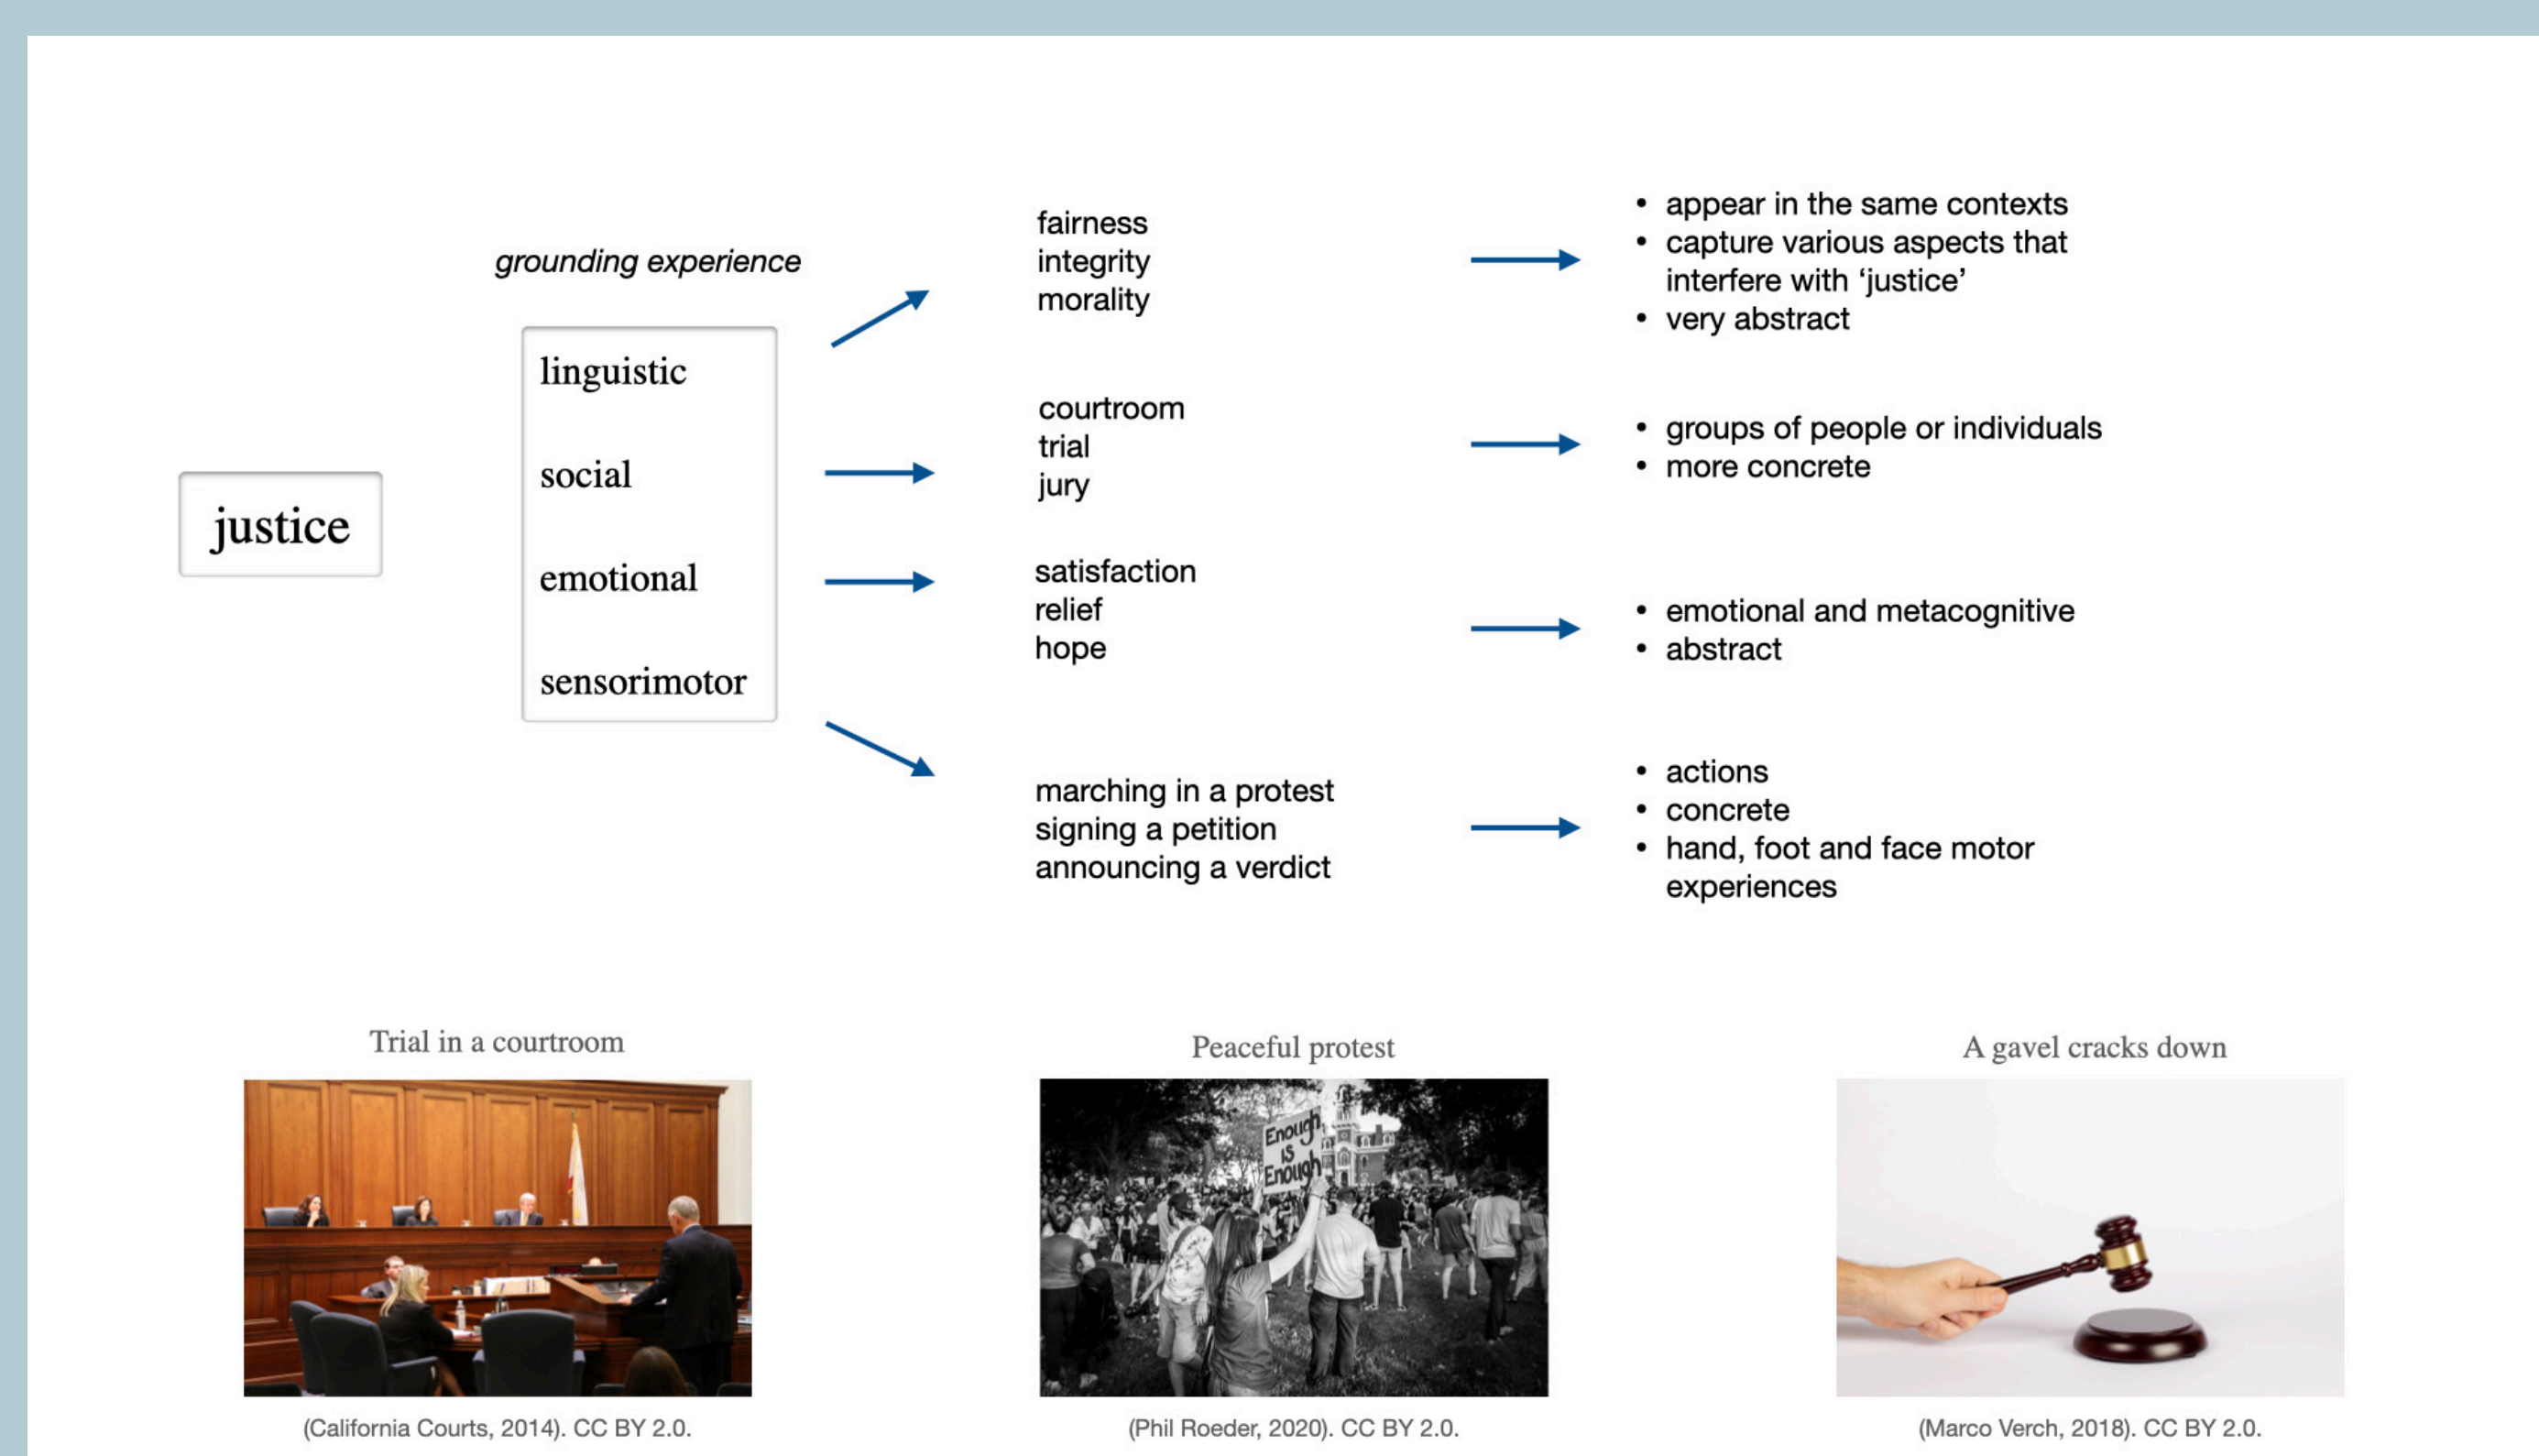 grounding experience
justice
linguistic
social
emotional
sensorimotor
fairness
integrity
morality
• appear in the same contexts
• capture various aspects that
interfere with ‘justice’
• very abstract
courtroom
trial
jury
• groups of people or individuals
• more concrete
satisfaction
relief
hope
• emotional and metacognitive
• abstract
marching in a protest
signing a petition
announcing a verdict
• actions
• concrete
• hand, foot and face motor
experiences
Trial in a courtroom
(California Courts, 2014). CC BY 2.0.
Peaceful protest
Enough
is
Enough
(Phil Roeder, 2020). CC BY 2.0.
A gavel cracks down
(Marco Verch, 2018). CC BY 2.0.